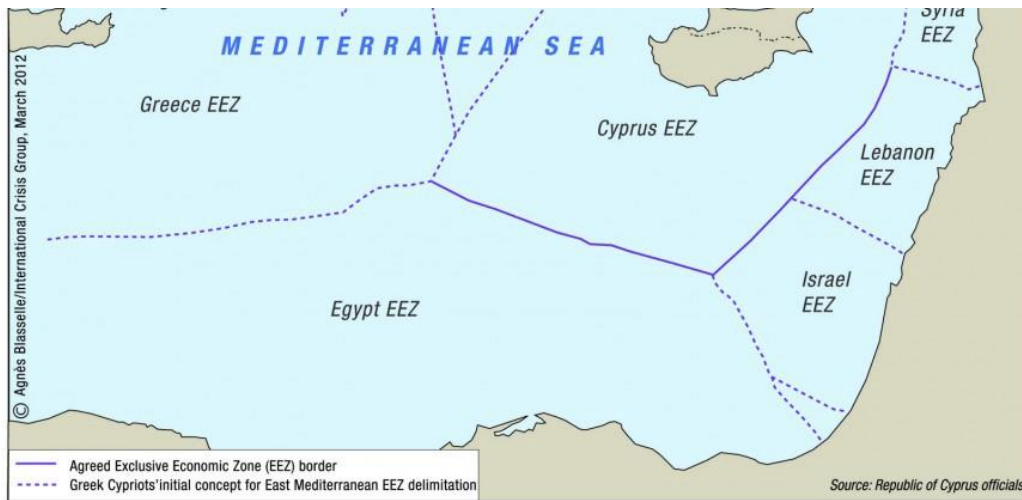 Syria
EEZ
MEDITERRANEAN SEA
Greece EEZ
Cyprus EEZ
Lebanon
EEZ
Israel
EEZ
Egypt EEZ
© Agnès Blasselle/International Crisis Group, March 2012
Agreed Exclusive Economic Zone (EEZ) border
Greek Cypriots'initial concept for East Mediterranean EEZ delimitation
Source: Republic of Cyprus officials